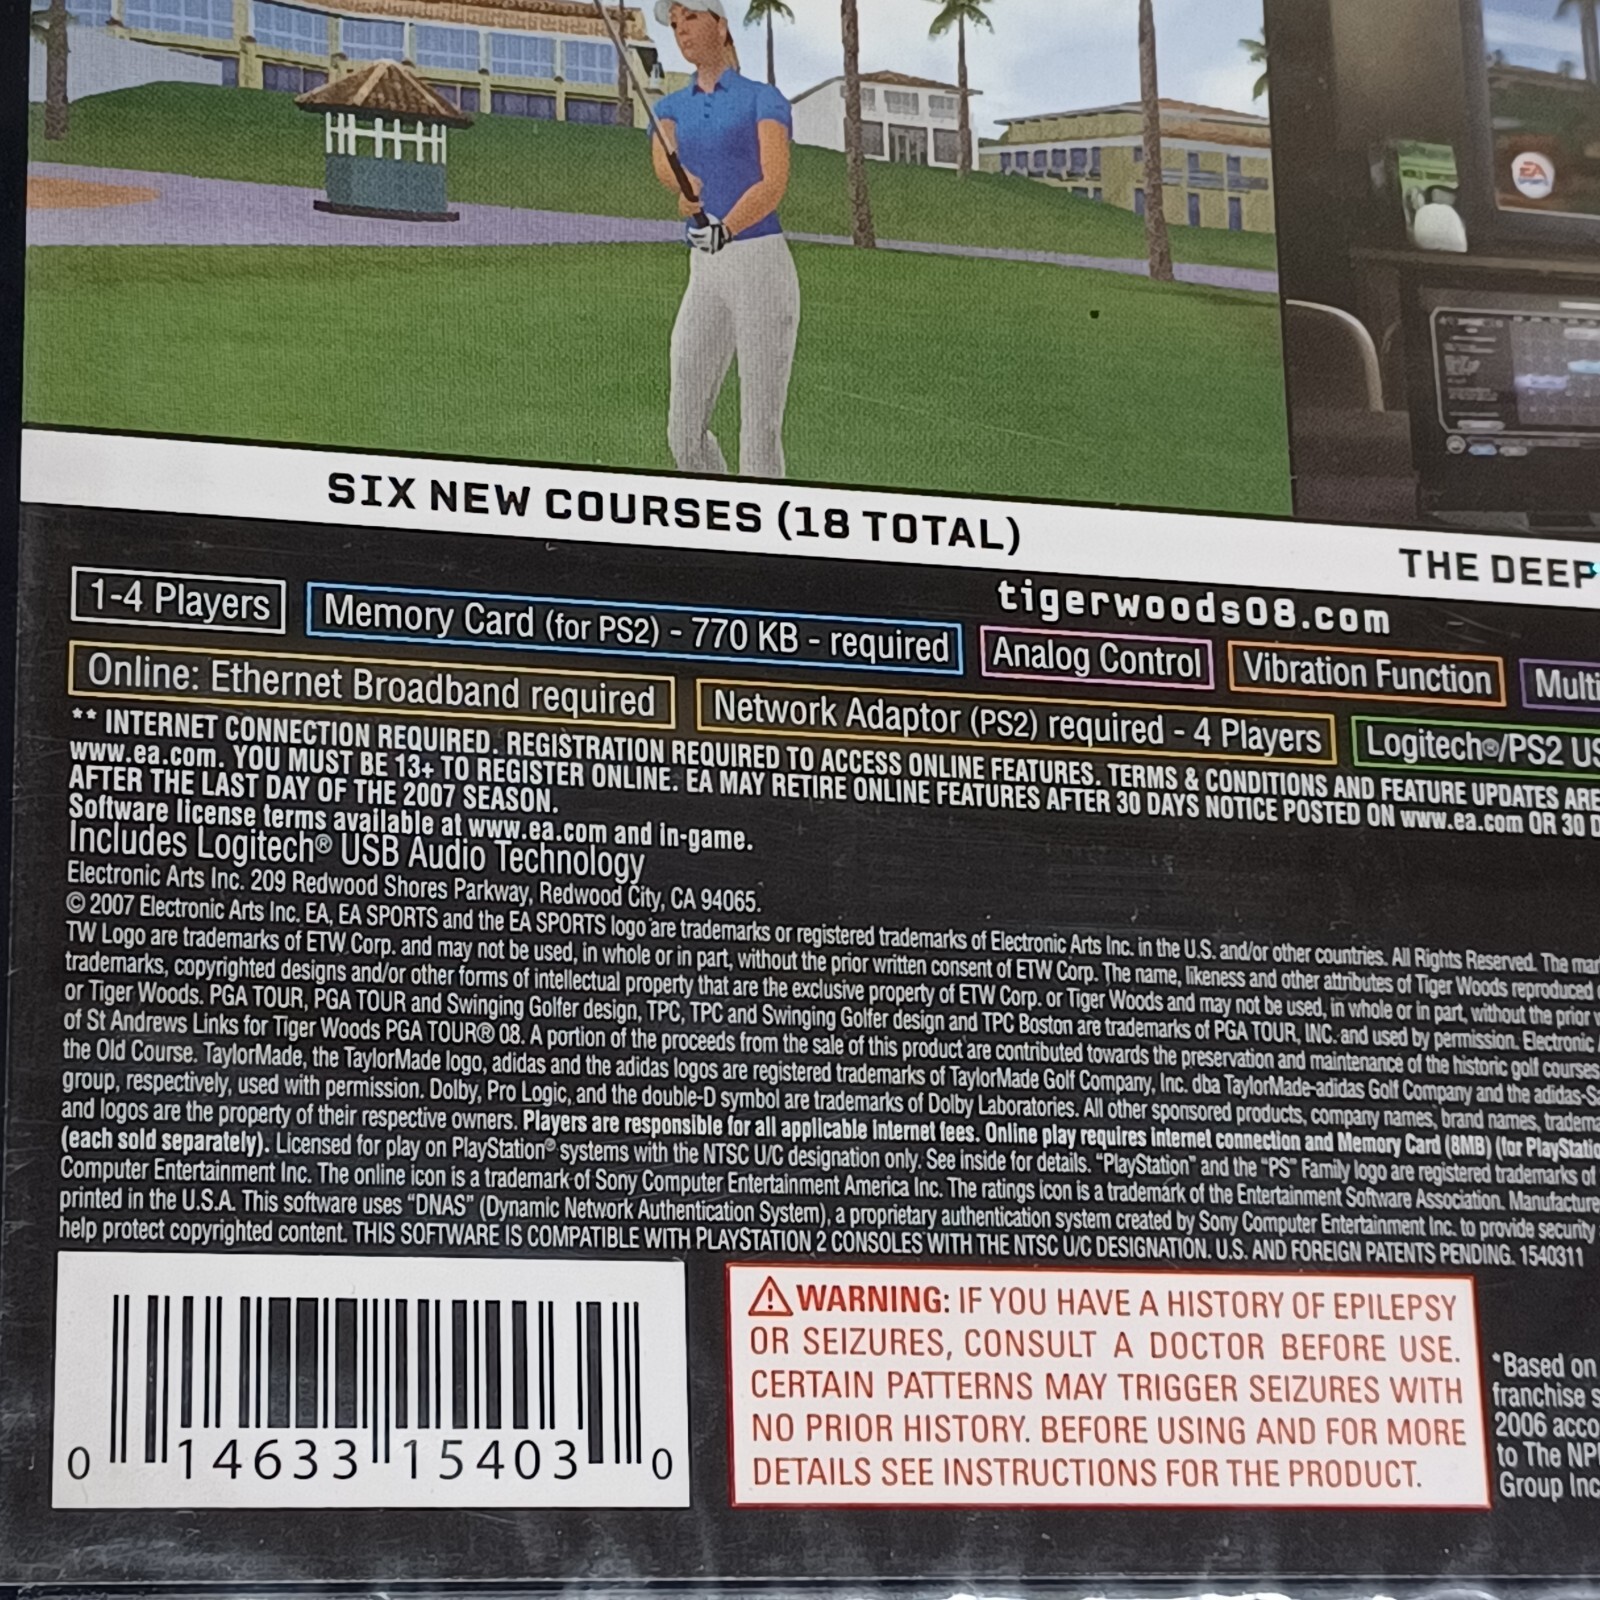 EA SPORTS
SIX NEW COURSES (18 TOTAL)
THE DEEP
tigerwoods08.com
1-4 Players
Memory Card (for PS2) - 770 KB - required
Analog Control
Vibration Function
Multi
Online: Ethernet Broadband required
Network Adaptor (PS2) required - 4 Players
Logitech®/PS2 US
** INTERNET CONNECTION REQUIRED. REGISTRATION REQUIRED TO ACCESS ONLINE FEATURES. TERMS & CONDITIONS AND FEATURE UPDATES ARE
www.ea.com. YOU MUST BE 13+ TO REGISTER ONLINE. EA MAY RETIRE ONLINE FEATURES AFTER 30 DAYS NOTICE POSTED ON www.ea.com OR 30 D
AFTER THE LAST DAY OF THE 2007 SEASON.
Software license terms available at www.ea.com and in-game.
Includes Logitech® USB Audio Technology
Electronic Arts Inc. 209 Redwood Shores Parkway, Redwood City, CA 94065.
© 2007 Electronic Arts Inc. EA, EA SPORTS and the EA SPORTS logo are trademarks or registered trademarks of Electronic Arts Inc. in the U.S. and/or other countries. All Rights Reserved. The mar
TW Logo are trademarks of ETW Corp. and may not be used, in whole or in part, without the prior written consent of ETW Corp. The name, likeness and other attributes of Tiger Woods reproduced
trademarks, copyrighted designs and/or other forms of intellectual property that are the exclusive property of ETW Corp. or Tiger Woods and may not be used, in whole or in part, without the prior
or Tiger Woods. PGA TOUR, PGA TOUR and Swinging Golfer design, TPC, TPC and Swinging Golfer design and TPC Boston are trademarks of PGA TOUR, INC. and used by permission. Electronic
of St Andrews Links for Tiger Woods PGA TOUR® 08. A portion of the proceeds from the sale of this product are contributed towards the preservation and maintenance of the historic golf courses
the Old Course. TaylorMade, the TaylorMade logo, adidas and the adidas logos are registered trademarks of TaylorMade Golf Company, Inc. dba TaylorMade-adidas Golf Company and the adidas-Sa
group, respectively, used with permission. Dolby, Pro Logic, and the double-D symbol are trademarks of Dolby Laboratories. All other sponsored products, company names, brand names, tradema
and logos are the property of their respective owners. Players are responsible for all applicable Internet fees. Online play requires Internet connection and Memory Card (8MB) (for PlayStatio
(each sold separately). Licensed for play on PlayStation® systems with the NTSC U/C designation only. See inside for details. "PlayStation" and the "PS" Family logo are registered trademarks of
Computer Entertainment Inc. The online icon is a trademark of Sony Computer Entertainment America Inc. The ratings icon is a trademark of the Entertainment Software Association. Manufacture
printed in the U.S.A. This software uses "DNAS" (Dynamic Network Authentication System), a proprietary authentication system created by Sony Computer Entertainment Inc. to provide security
help protect copyrighted content. THIS SOFTWARE IS COMPATIBLE WITH PLAYSTATION 2 CONSOLES WITH THE NTSC U/C DESIGNATION. U.S. AND FOREIGN PATENTS PENDING. 1540311
0 14633 15403 0
WARNING: IF YOU HAVE A HISTORY OF EPILEPSY
OR SEIZURES, CONSULT A DOCTOR BEFORE USE.
CERTAIN PATTERNS MAY TRIGGER SEIZURES WITH
NO PRIOR HISTORY. BEFORE USING AND FOR MORE
DETAILS SEE INSTRUCTIONS FOR THE PRODUCT.
*Based on
franchise s
2006 acco
to The NP
Group Inc